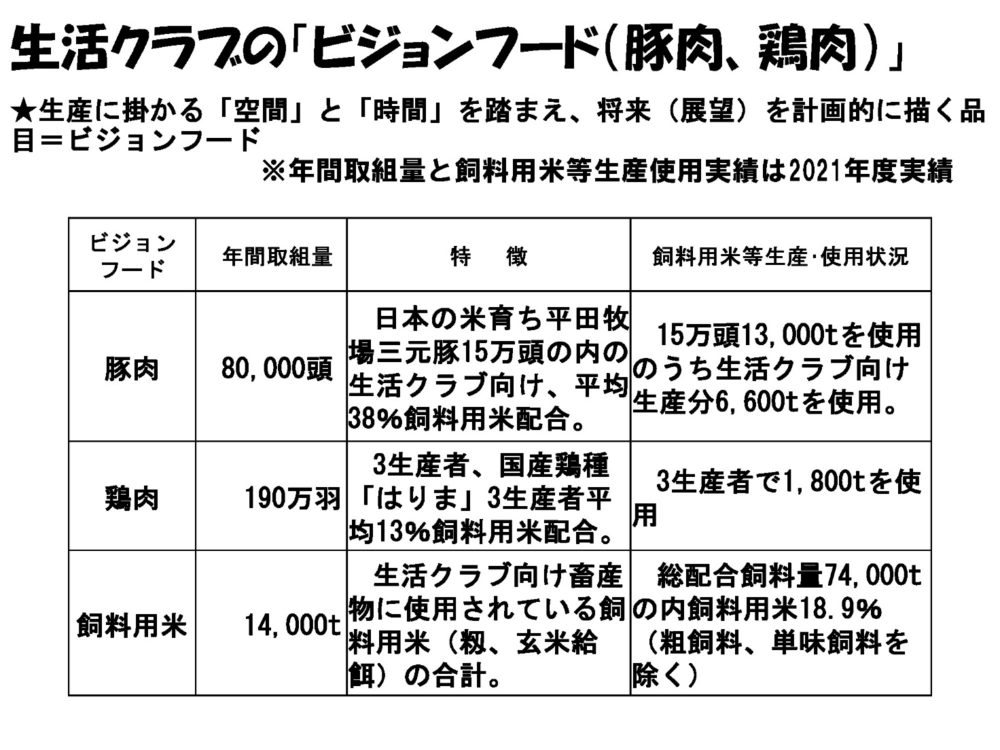 生活クラブの｢ビジョンフード(豚肉、鶏肉)｣
★生産に掛かる「空間」と「時間」を踏まえ、将来（展望）を計画的に描く品
目＝ビジョンフード
※年間取組量と飼料用米等生産使用実績は2021年度実績
ビジョン
フード
年間取組量
特　徴
飼料用米等生産･使用状況
豚肉
80,000頭
日本の米育ち平田牧
場三元豚15万頭の内の
生活クラブ向け、平均
38％飼料用米配合。
15万頭13,000tを使用
のうち生活クラブ向け
生産分6,600tを使用。
鶏肉
190万羽
3生産者、国産鶏種
「はりま」3生産者平
均13％飼料用米配合。
3生産者で1,800tを使
用
飼料用米
14,000t
生活クラブ向け畜産
物に使用されている飼
料用米（籾、玄米給
餌）の合計。
総配合飼料量74,000t
の内飼料用米18.9％
（粗飼料、単味飼料を
除く）